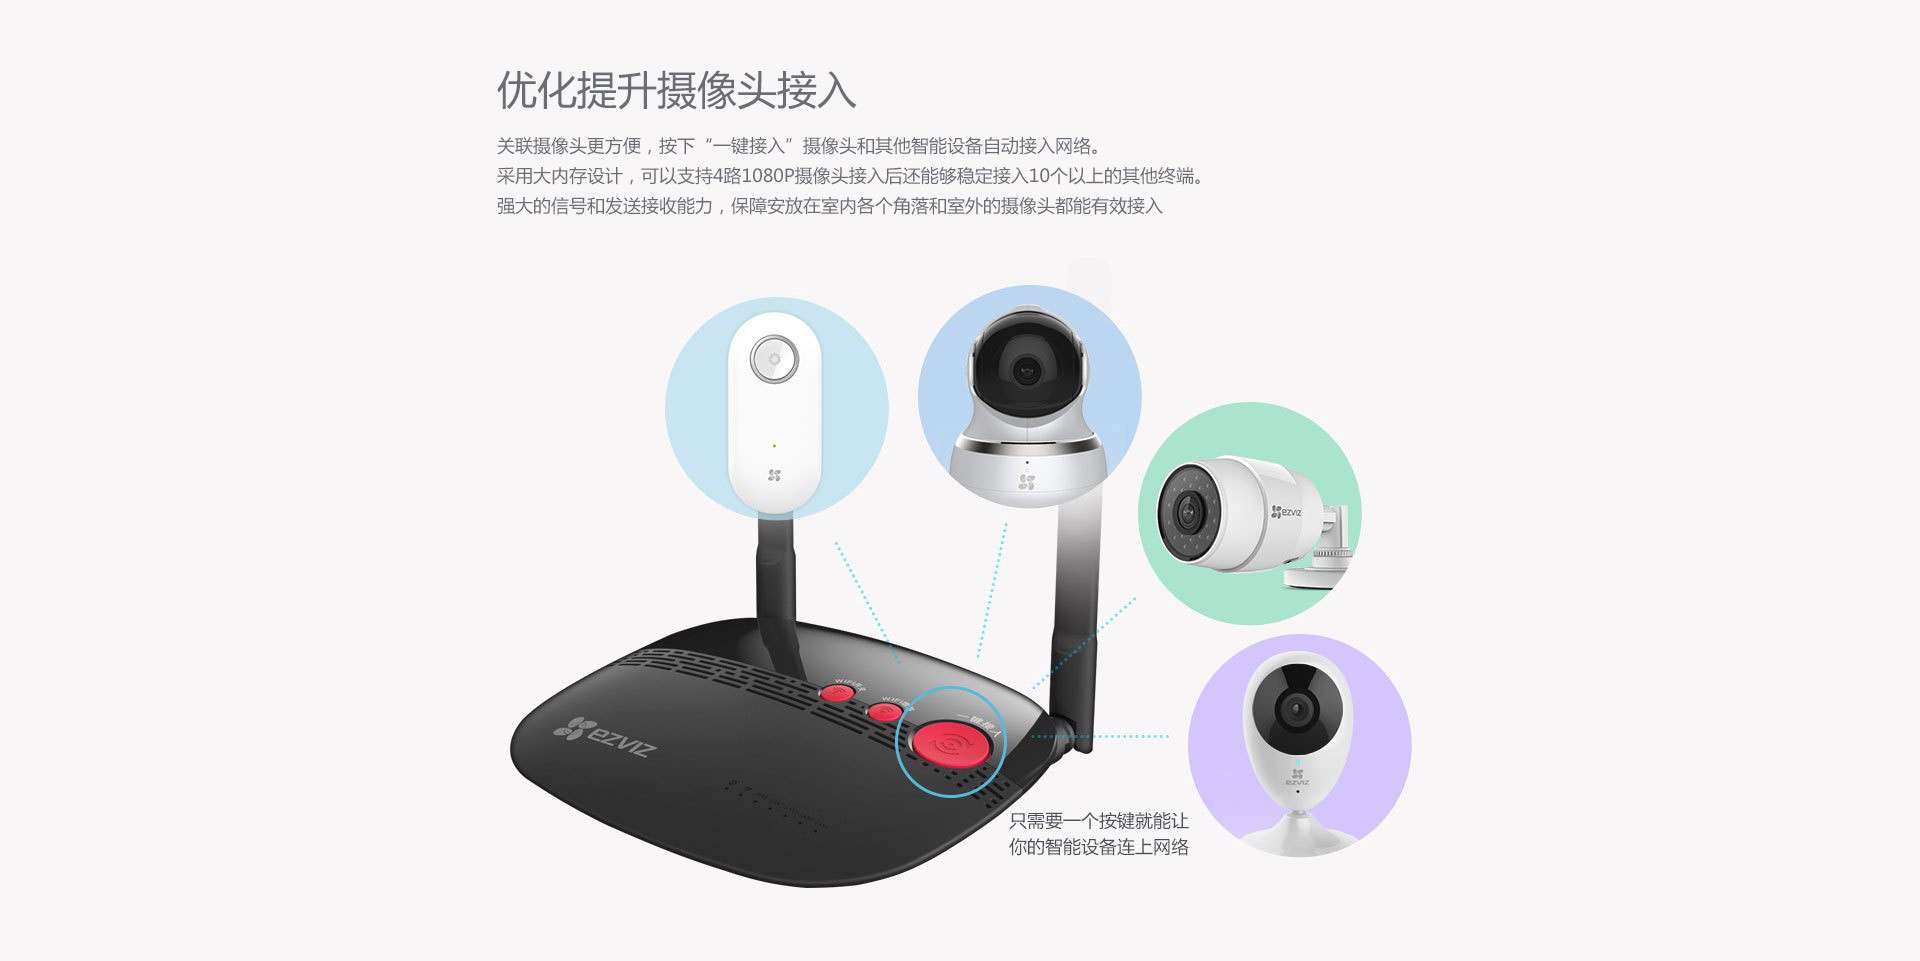 优化提升摄像头接入
关联摄像头更方便，按下“一键接入”摄像头和其他智能设备自动接入网络。
采用大内存设计，可以支持4路1080P摄像头接入后还能够稳定接入10个以上的其他终端。
强大的信号和发送接收能力，保障安放在室内各个角落和室外的摄像头都能有效接入
ezviz
一键接入
ezviz
ezviz
只需要一个按键就能让
你的智能设备连上网络